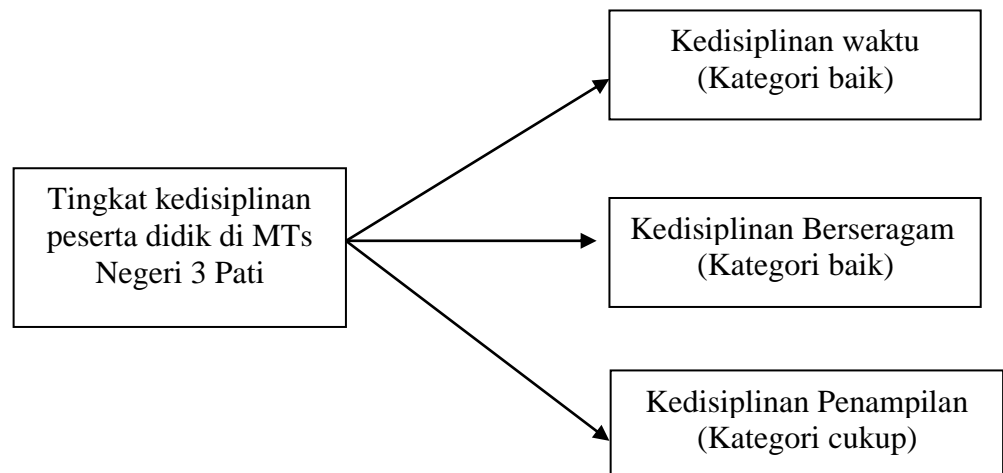 Kedisiplinan waktu
(Kategori baik)
Tingkat kedisiplinan
peserta didik di MTs
Negeri 3 Pati
Kedisiplinan Berseragam
(Kategori baik)
Kedisiplinan Penampilan
(Kategori cukup)